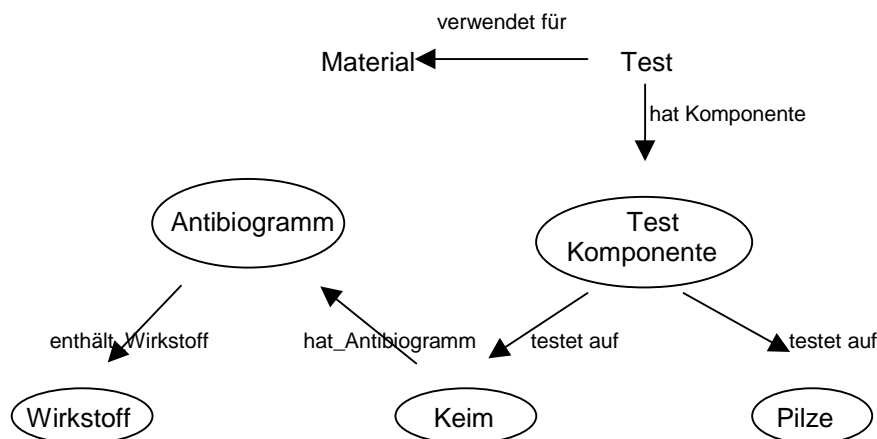 verwendet für
Material Test
hat Komponente
Antibiogramm
Test
Komponente
enthält_Wirkstoff hat_Antibiogramm testet auf testet auf
Wirkstoff Keim Pilze